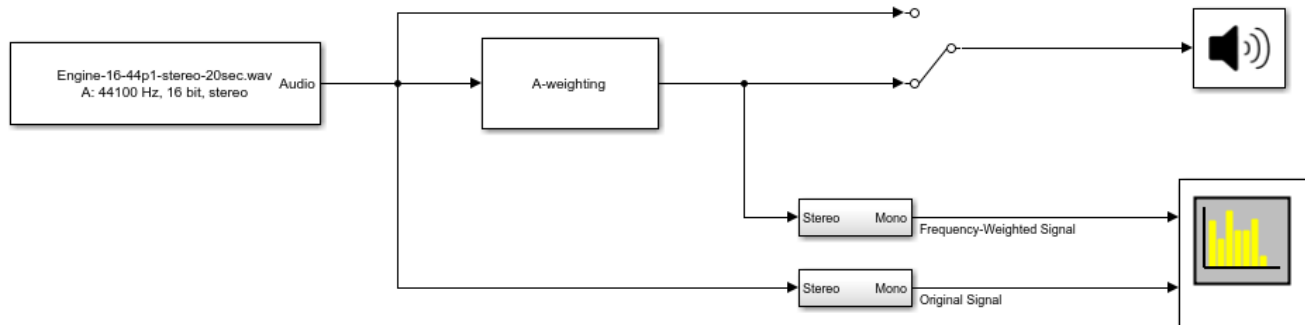 Engine-16-44p1-stereo-20sec.wav
A: 44100 Hz, 16 bit, stereo
Audio
A-weighting
Stereo Mono
Frequency-Weighted Signal
Stereo Mono
Original Signal